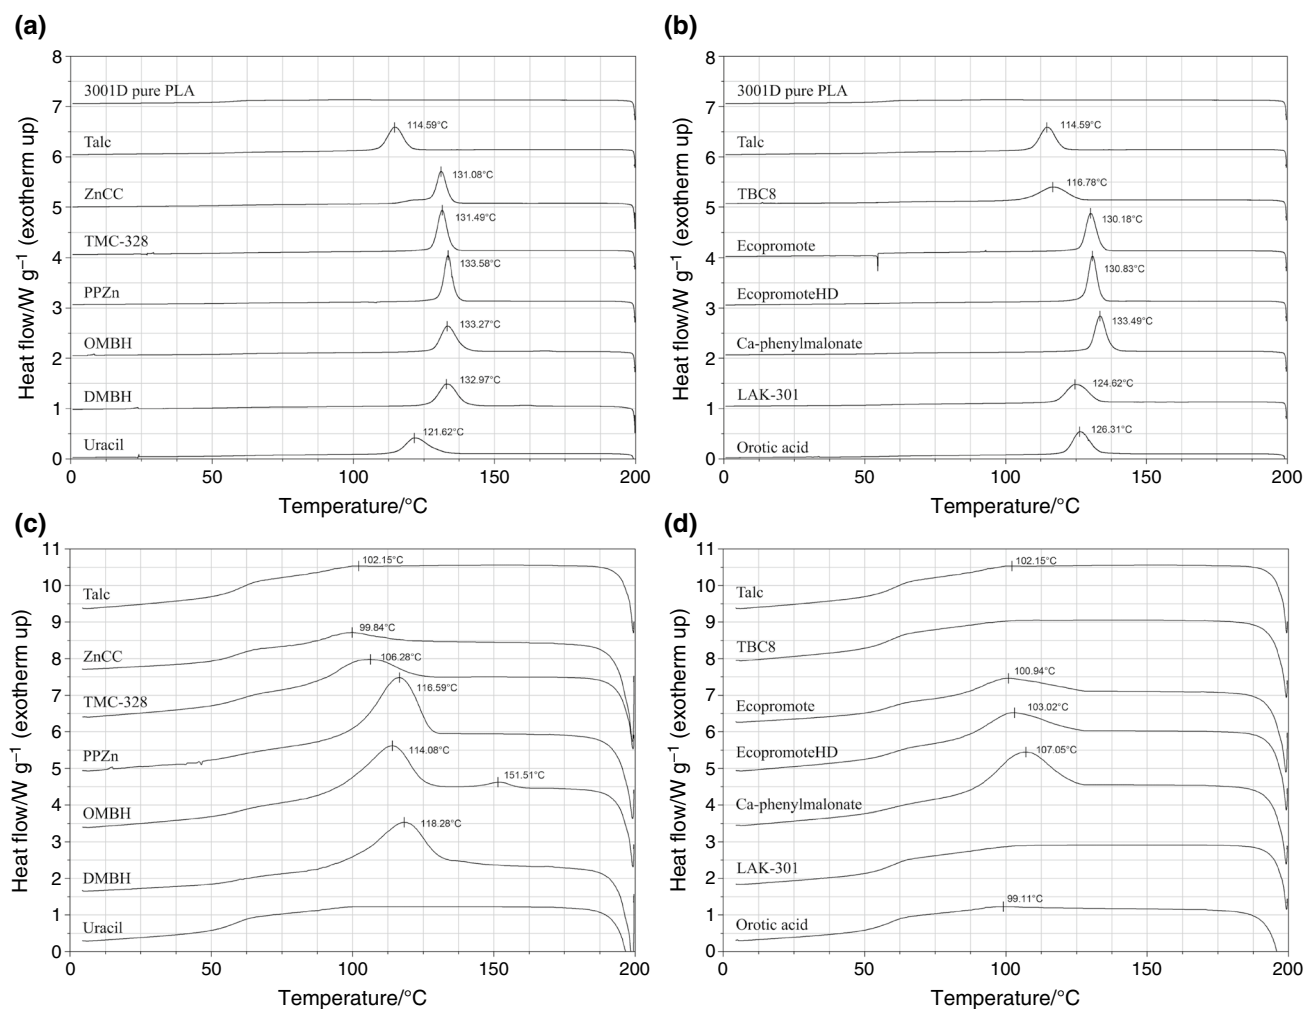 (a)
Heat flow/W g⁻¹ (exotherm up)
8
7
6
5
4
3
2
1
0
3001D pure PLA
Talc
114.59°C
ZnCC
131.08°C
TMC-328
131.49°C
PPZn
133.58°C
OMBH
133.27°C
DMBH
132.97°C
Uracil
121.62°C
0 50 100 150 200
Temperature/°C
(b)
Heat flow/W g⁻¹ (exotherm up)
8
7
6
5
4
3
2
1
0
3001D pure PLA
Talc
114.59°C
TBC8
116.78°C
Ecopromote
130.18°C
EcopromoteHD
130.83°C
Ca-phenylmalonate
133.49°C
LAK-301
124.62°C
Orotic acid
126.31°C
0 50 100 150 200
Temperature/°C
(c)
Heat flow/W g⁻¹ (exotherm up)
11
10
9
8
7
6
5
4
3
2
1
0
Talc
102.15°C
ZnCC
99.84°C
TMC-328
106.28°C
PPZn
116.59°C
OMBH
114.08°C
151.51°C
DMBH
118.28°C
Uracil
0 50 100 150 200
Temperature/°C
(d)
Heat flow/W g⁻¹ (exotherm up)
11
10
9
8
7
6
5
4
3
2
1
0
Talc
102.15°C
TBC8
Ecopromote
100.94°C
EcopromoteHD
103.02°C
Ca-phenylmalonate
107.05°C
LAK-301
Orotic acid
99.11°C
0 50 100 150 200
Temperature/°C